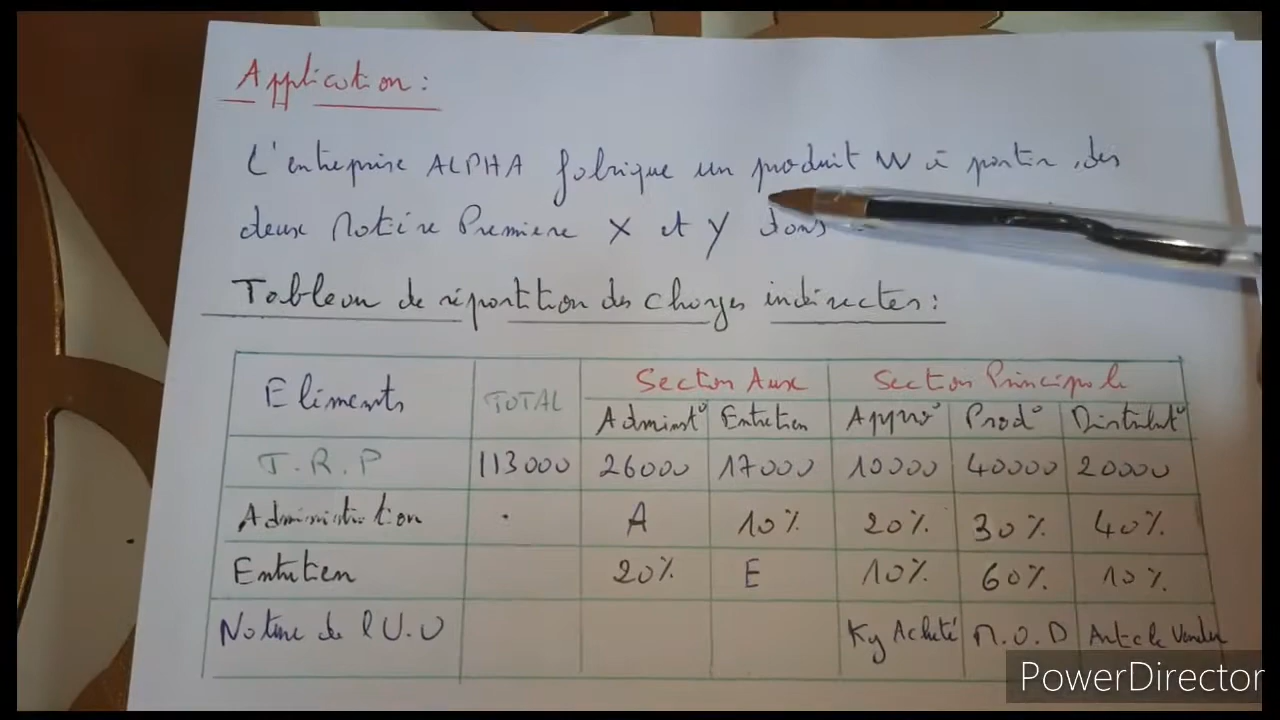 Application :
L'entreprise ALPHA fabrique un produit W à partir des
deux Matière Premiere X et Y dans
Tableau de répartition des charges indirectes :
Eléments TOTAL Section Aux Section Principale
Administ° Entretien Appro° Prod° Distribut°
T.R.P 113000 26000 17000 10000 40000 20000
Administration A 10% 20% 30% 40%
Entretien 20% E 10% 60% 10%
Nature de l'U.O Kg Acheté M.O.D Article Vendu
PowerDirector